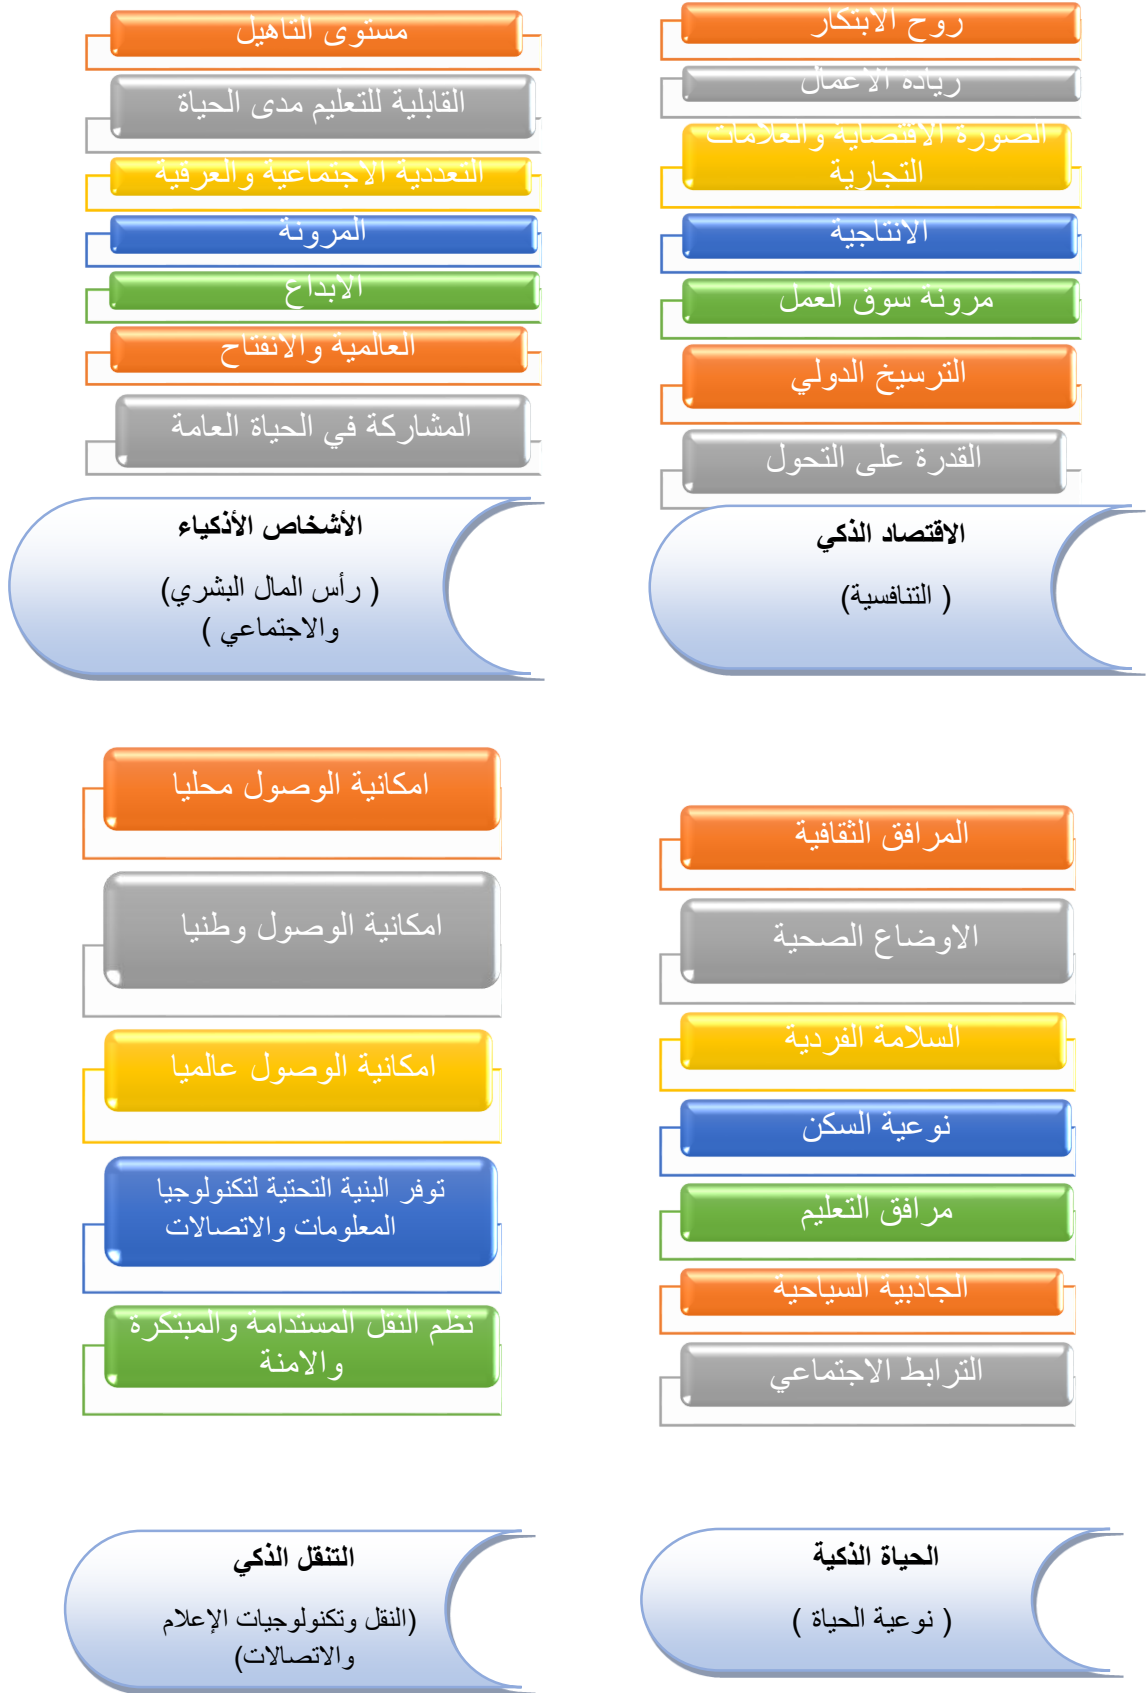 روح الابتكار
رياده الاعمال
الصورة الاقتصاية والعلامات
التجارية
الانتاجية
مرونة سوق العمل
الترسيخ الدولي
القدرة على التحول
الاقتصاد الذكي
( التنافسية)
مستوى التاهيل
القابلية للتعليم مدى الحياة
التعددية الاجتماعية والعرقية
المرونة
الابداع
العالمية والانفتاح
المشاركة في الحياة العامة
الأشخاص الأذكياء
( رأس المال البشري)
والاجتماعي )
المرافق الثقافية
الاوضاع الصحية
السلامة الفردية
نوعية السكن
مرافق التعليم
الجاذبية السياحية
الترابط الاجتماعي
الحياة الذكية
( نوعية الحياة )
امكانية الوصول محليا
امكانية الوصول وطنيا
امكانية الوصول عالميا
توفر البنية التحتية لتكنولوجيا
المعلومات والاتصالات
نظم النقل المستدامة والمبتكرة
والامنة
التنقل الذكي
(النقل وتكنولوجيات الإعلام
والاتصالات)